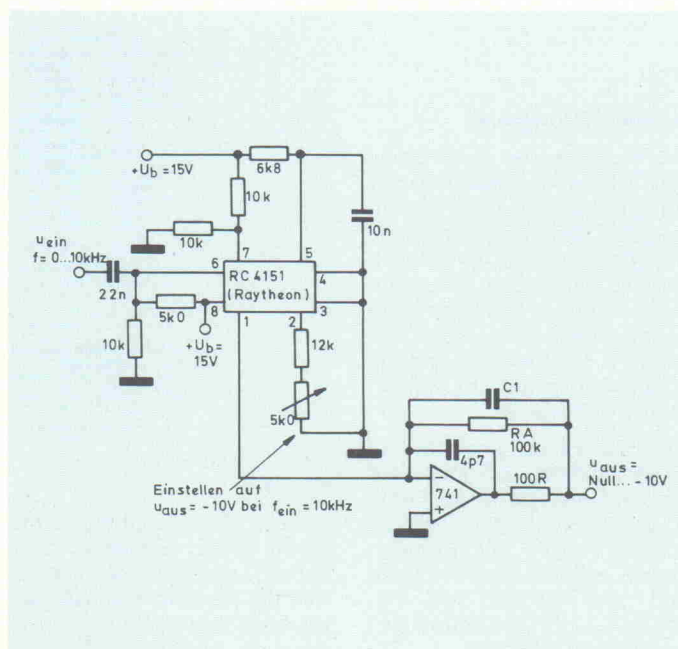 +Ub=15V
6k8
10k
10n
10k
uein
f=0...10kHz
7
5
6
RC 4151
(Raytheon)
4
22n
5k0
8
3
1
2
10k
+Ub=
15V
12k
5k0
C1
RA
100k
4p7
Einstellen auf
uaus=-10V bei fein=10kHz
−
741
+
100R
uaus=
Null...-10V